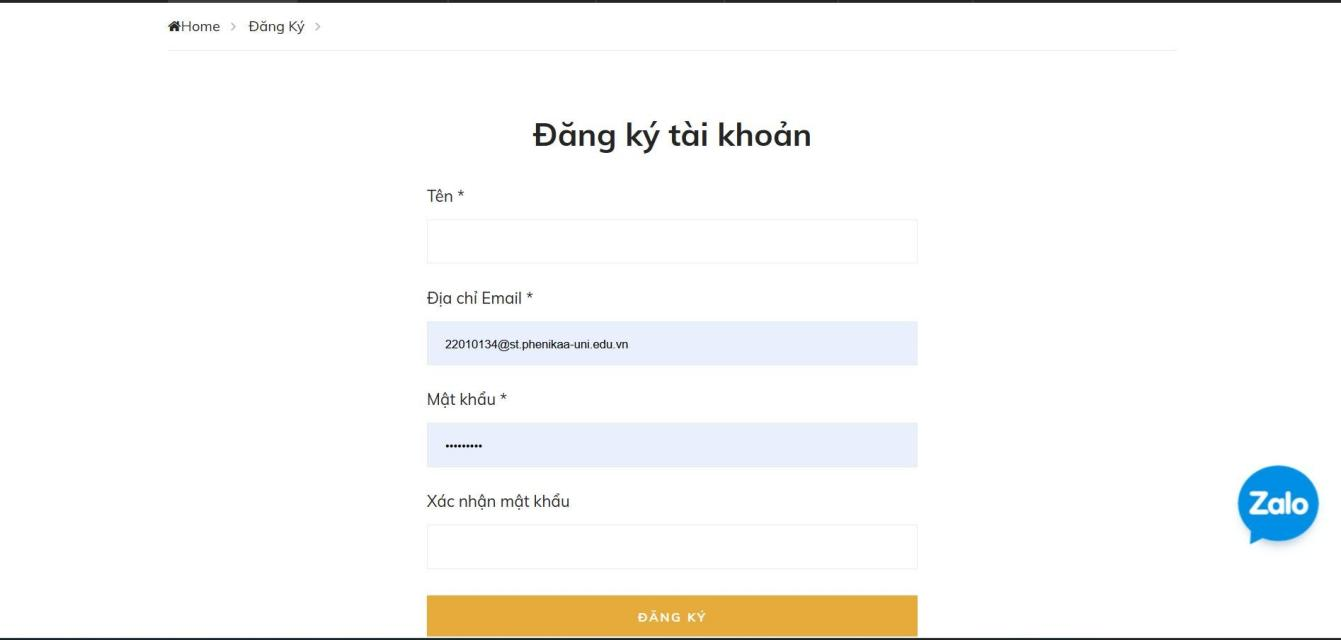 Home > Đăng Ký >
Đăng ký tài khoản
Tên *
Địa chỉ Email *
22010134@st.phenikaa-uni.edu.vn
Mật khẩu *
•••••••••
Xác nhận mật khẩu
Zalo
ĐĂNG KÝ